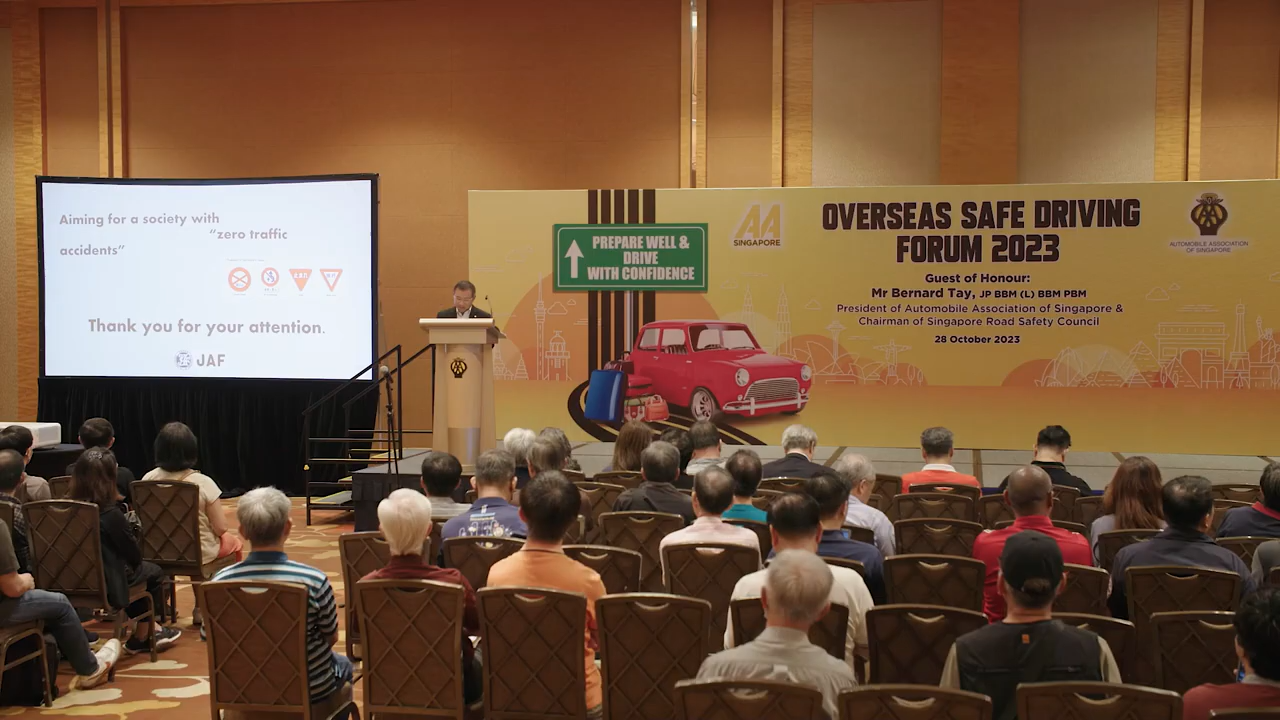 Aiming for a society with
"zero traffic
accidents"
Thank you for your attention.
JAF
PREPARE WELL &
DRIVE
WITH CONFIDENCE
AA
SINGAPORE
OVERSEAS SAFE DRIVING
FORUM 2023
Guest of Honour:
Mr Bernard Tay, JP BBM (L) BBM PBM
President of Automobile Association of Singapore &
Chairman of Singapore Road Safety Council
28 October 2023
AA
AUTOMOBILE ASSOCIATION
OF SINGAPORE